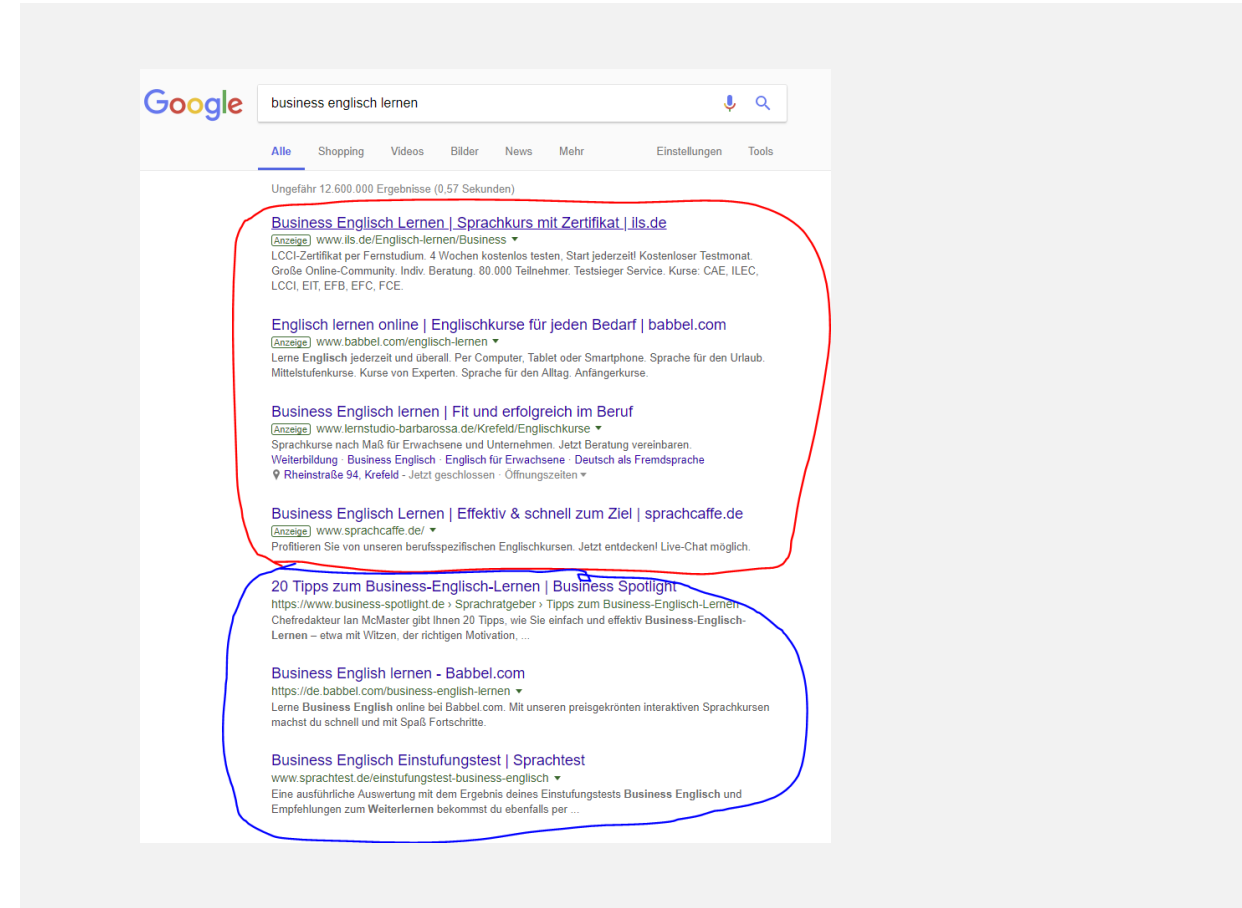 Google
business englisch lernen
Alle Shopping Videos Bilder News Mehr Einstellungen Tools
Ungefähr 12.600.000 Ergebnisse (0,57 Sekunden)
Business Englisch Lernen | Sprachkurs mit Zertifikat | ils.de
Anzeige www.ils.de/Englisch-lernen/Business
LCCI-Zertifikat per Fernstudium. 4 Wochen kostenlos testen, Start jederzeit! Kostenloser Testmonat.
Große Online-Community. Indiv. Beratung. 80.000 Teilnehmer. Testsieger Service. Kurse: CAE, ILEC,
LCCI, EIT, EFB, EFC, FCE.
Englisch lernen online | Englischkurse für jeden Bedarf | babbel.com
Anzeige www.babbel.com/englisch-lernen
Lerne Englisch jederzeit und überall. Per Computer, Tablet oder Smartphone. Sprache für den Urlaub.
Mittelstufenkurse. Kurse von Experten. Sprache für den Alltag. Anfängerkurse.
Business Englisch lernen | Fit und erfolgreich im Beruf
Anzeige www.lernstudio-barbarossa.de/Krefeld/Englischkurse
Sprachkurse nach Maß für Erwachsene und Unternehmen. Jetzt Beratung vereinbaren.
Weiterbildung · Business Englisch · Englisch für Erwachsene · Deutsch als Fremdsprache
Rheinstraße 94, Krefeld - Jetzt geschlossen · Öffnungszeiten
Business Englisch Lernen | Effektiv & schnell zum Ziel | sprachcaffe.de
Anzeige www.sprachcaffe.de/
Profitieren Sie von unseren berufsspezifischen Englischkursen. Jetzt entdecken! Live-Chat möglich.
20 Tipps zum Business-Englisch-Lernen | Business Spotlight
https://www.business-spotlight.de › Sprachratgeber › Tipps zum Business-Englisch-Lernen
Chefredakteur Ian McMaster gibt Ihnen 20 Tipps, wie Sie einfach und effektiv Business-Englisch-
Lernen – etwa mit Witzen, der richtigen Motivation, ...
Business English lernen - Babbel.com
https://de.babbel.com/business-english-lernen
Lerne Business English online bei Babbel.com. Mit unseren preisgekrönten interaktiven Sprachkursen
machst du schnell und mit Spaß Fortschritte.
Business Englisch Einstufungstest | Sprachtest
www.sprachtest.de/einstufungstest-business-englisch
Eine ausführliche Auswertung mit dem Ergebnis deines Einstufungstests Business Englisch und
Empfehlungen zum Weiterlernen bekommst du ebenfalls per ...